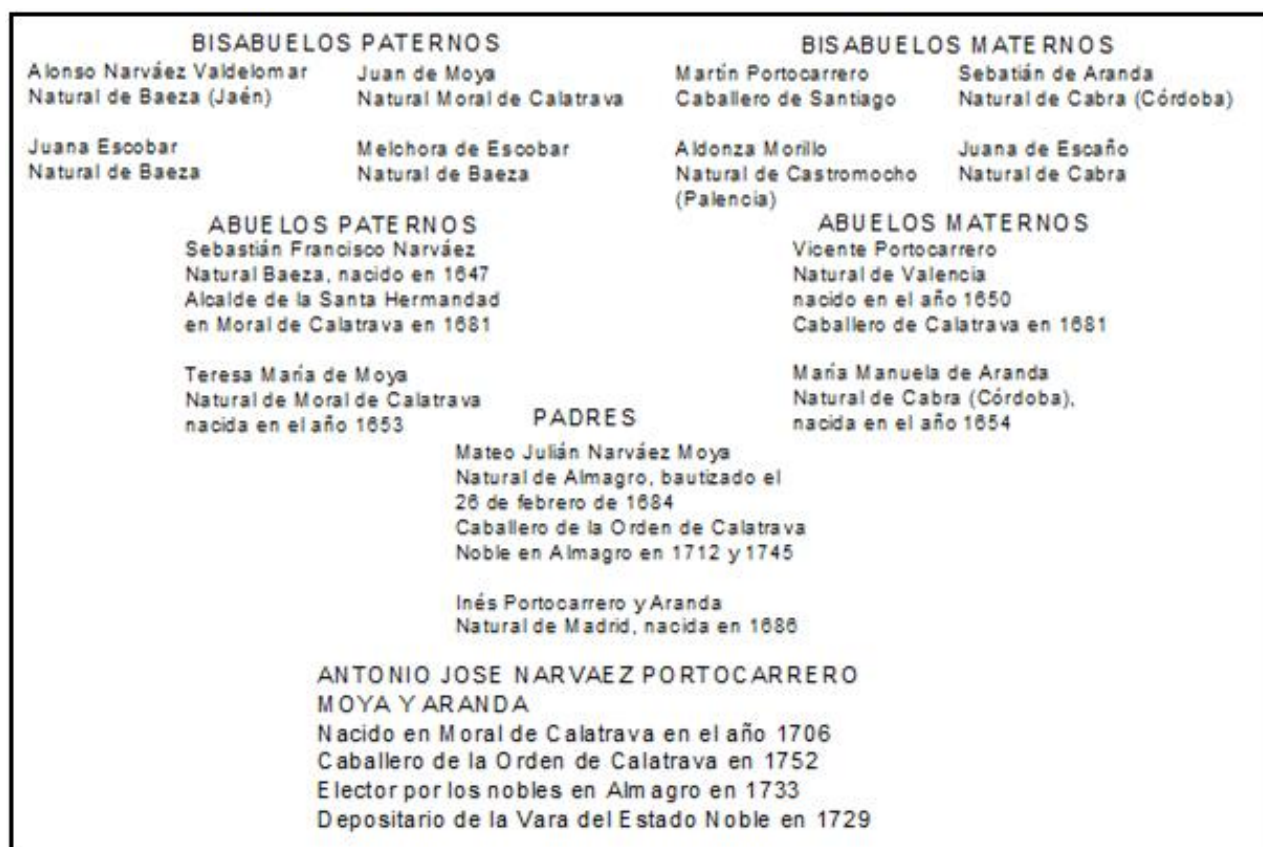 BISABUELOS PATERNOS
Alonso Narváez Valdelomar
Natural de Baeza (Jaén)
Juana Escobar
Natural de Baeza
Juan de Moya
Natural Moral de Calatrava
Melchora de Escobar
Natural de Baeza
BISABUELOS MATERNOS
Martín Portocarrero
Caballero de Santiago
Aldonza Morillo
Natural de Castromocho
(Palencia)
Sebatián de Aranda
Natural de Cabra (Córdoba)
Juana de Escaño
Natural de Cabra
ABUELOS PATERNOS
Sebastián Francisco Narváez
Natural Baeza, nacido en 1647
Alcalde de la Santa Hermandad
en Moral de Calatrava en 1681
Teresa María de Moya
Natural de Moral de Calatrava
nacida en el año 1653
ABUELOS MATERNOS
Vicente Portocarrero
Natural de Valencia
nacido en el año 1650
Caballero de Calatrava en 1681
María Manuela de Aranda
Natural de Cabra (Córdoba),
nacida en el año 1654
PADRES
Mateo Julián Narváez Moya
Natural de Almagro, bautizado el
26 de febrero de 1684
Caballero de la Orden de Calatrava
Noble en Almagro en 1712 y 1745
Inés Portocarrero y Aranda
Natural de Madrid, nacida en 1686
ANTONIO JOSE NARVAEZ PORTOCARRERO
MOYA Y ARANDA
Nacido en Moral de Calatrava en el año 1706
Caballero de la Orden de Calatrava en 1752
Elector por los nobles en Almagro en 1733
Depositario de la Vara del Estado Noble en 1729